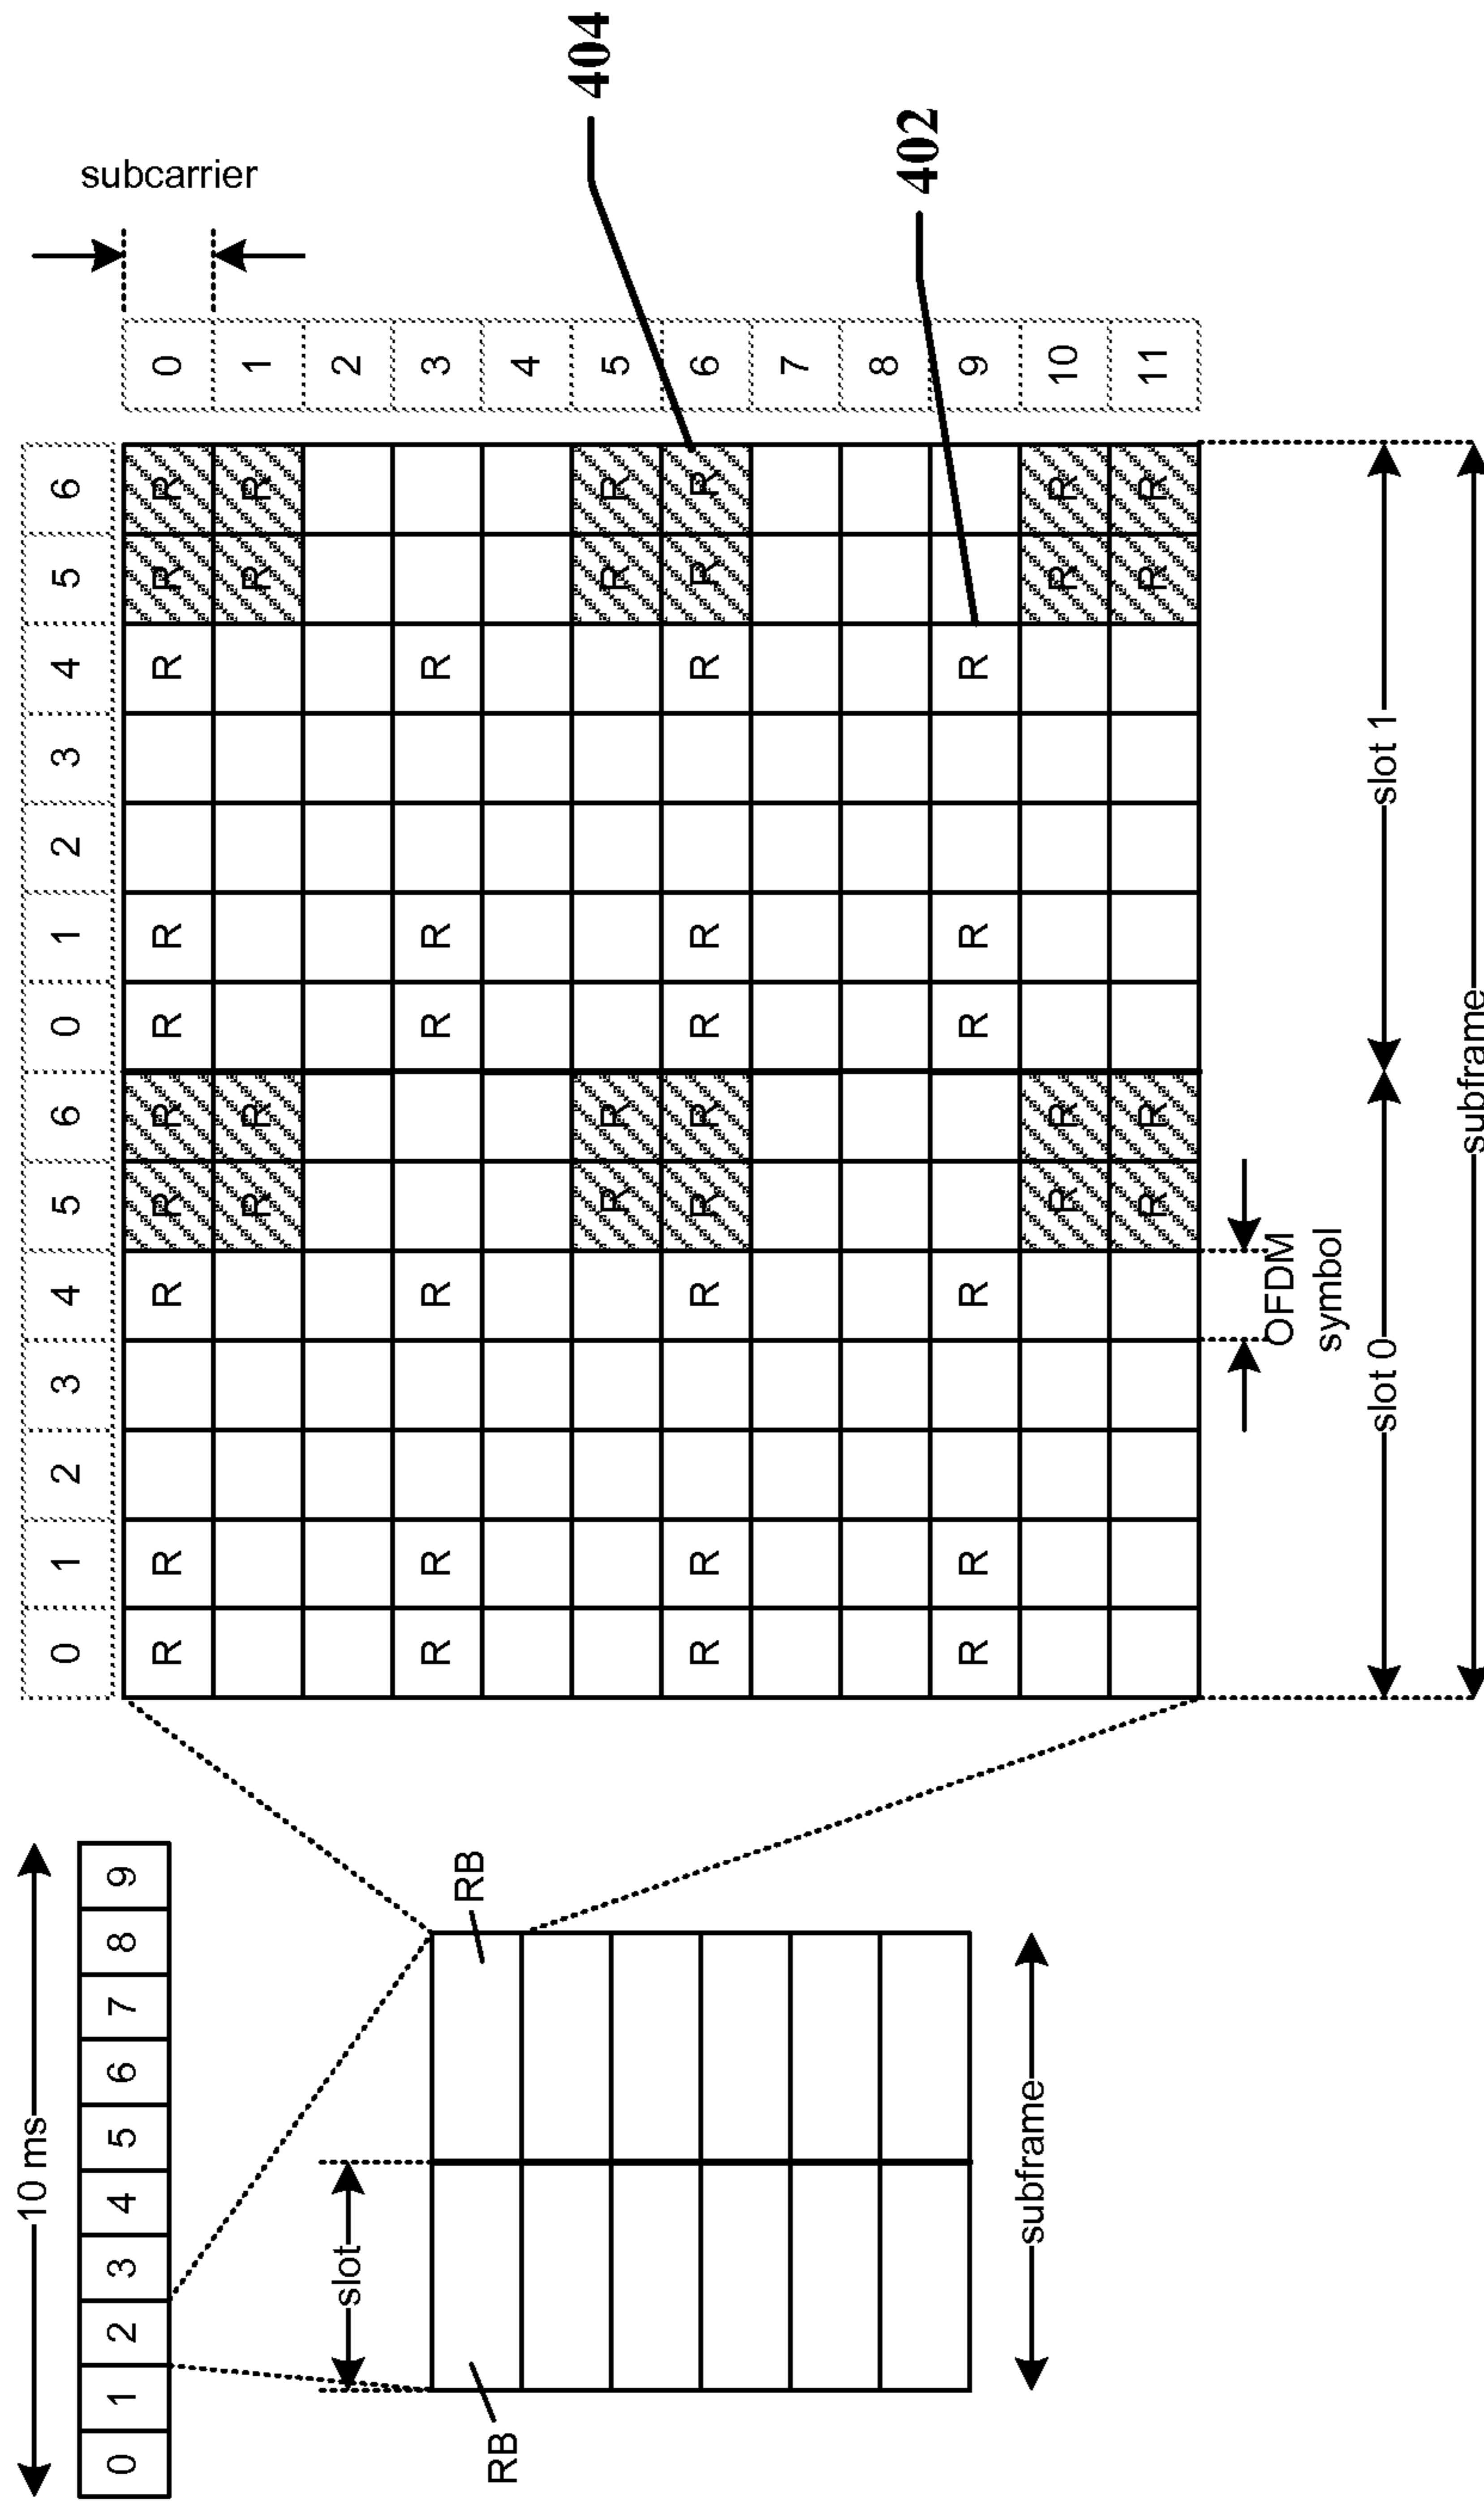 10 ms
0 1 2 3 4 5 6 7 8 9
slot
RB
RB
subframe
subcarrier
0 1 2 3 4 5 6 0 1 2 3 4 5 6
R R R R R R R R R R 0
R R R R 1
2
R R R R R R 3
4
R R R R 5
R R R R R R R R R R 6
7
8
R R R R R R 9
R R R R 10
R R R R 11
404
402
OFDM
symbol
slot 0
slot 1
subframe